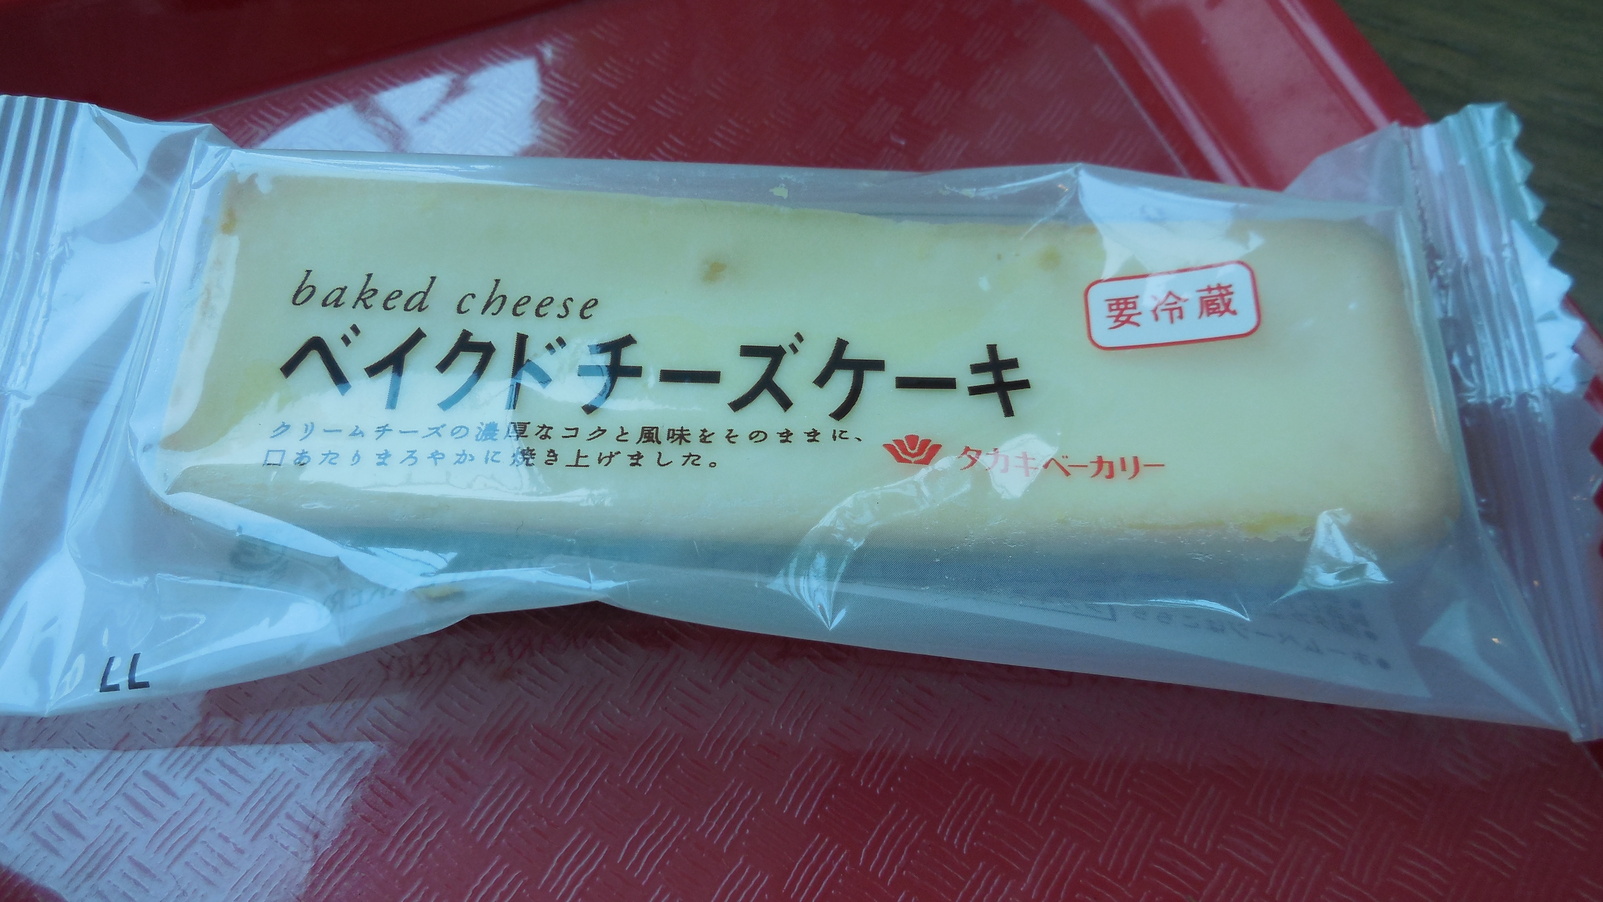 baked cheese
ベイクドチーズケーキ
要冷蔵
クリームチーズの濃厚なコクと風味をそのままに、
口あたりまろやかに焼き上げました。
タカキベーカリー